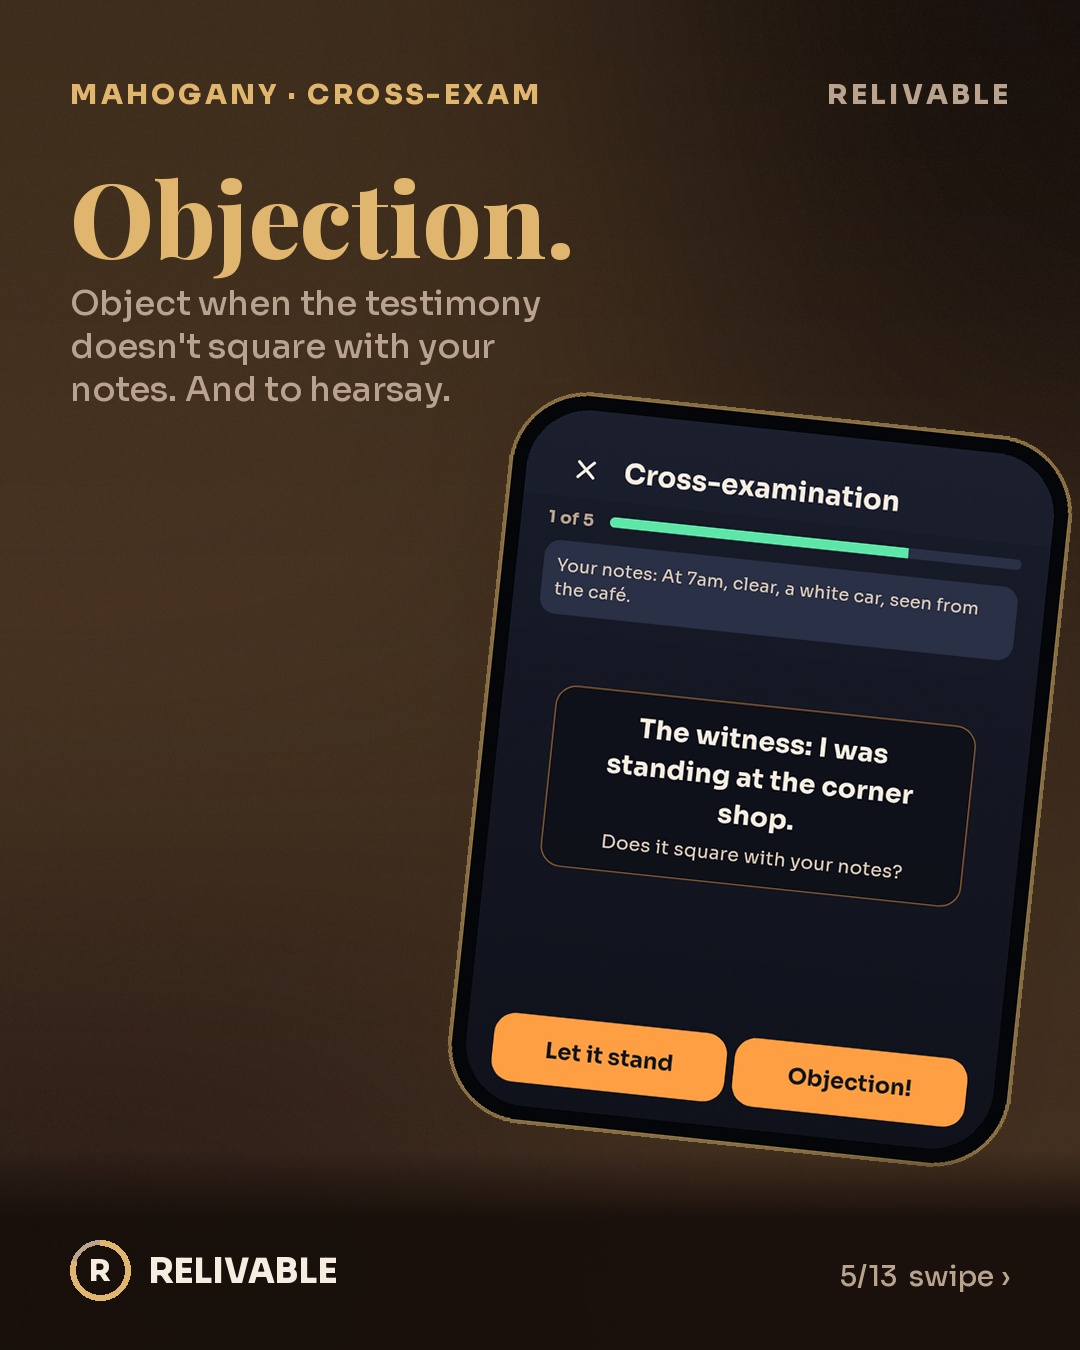 MAHOGANY · CROSS-EXAM
RELIVABLE
Objection.
Object when the testimony
doesn't square with your
notes. And to hearsay.
Cross-examination
1 of 5
Your notes: At 7am, clear, a white car, seen from
the café.
The witness: I was
standing at the corner
shop.
Does it square with your notes?
Let it stand
Objection!
R RELIVABLE
5/13 swipe ›